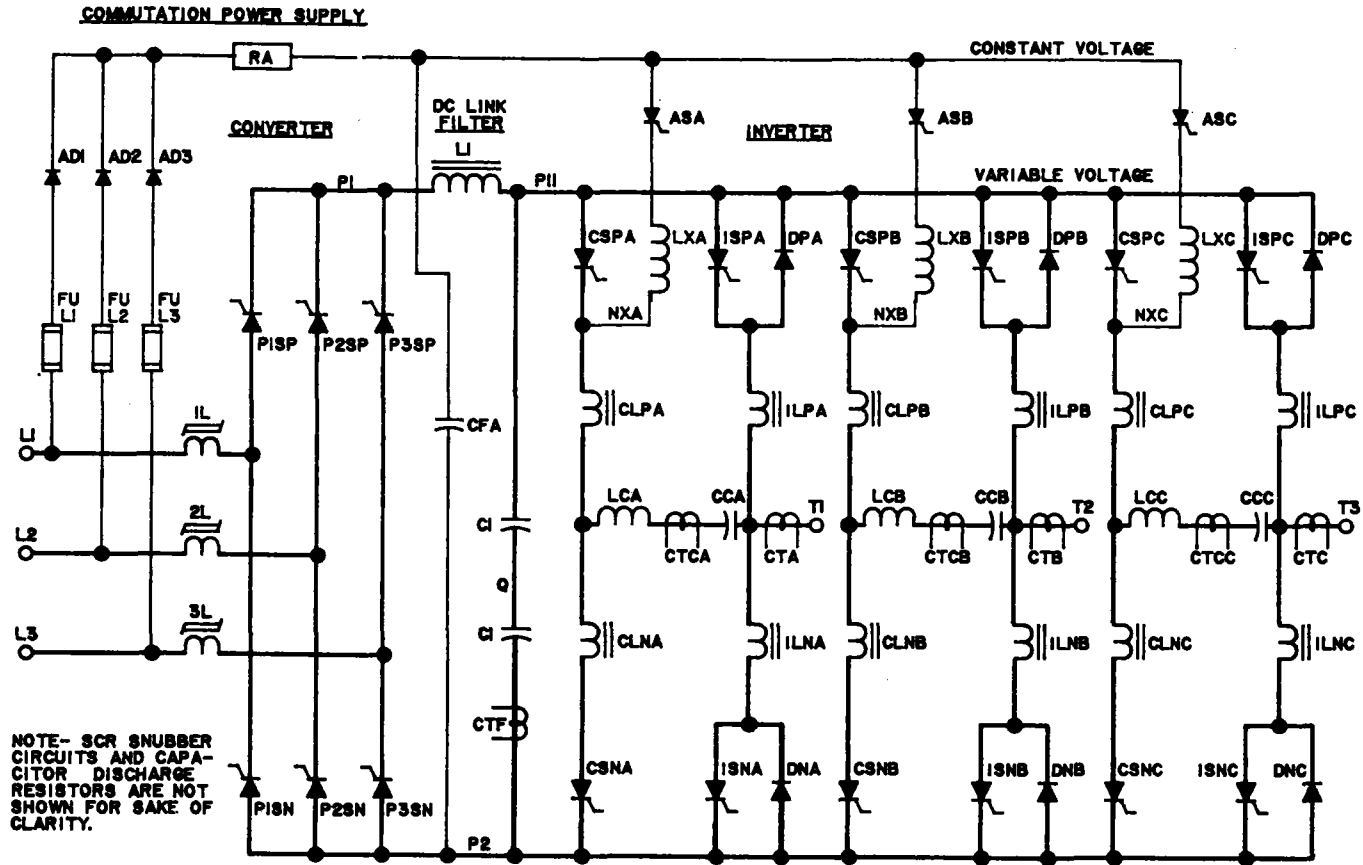 COMMUTATION POWER SUPPLY
RA
CONSTANT VOLTAGE
DC LINK
FILTER
L1
CONVERTER
INVERTER
ASA
ASB
ASC
AD1
AD2
AD3
P1
P11
VARIABLE VOLTAGE
CSPA
LXA
ISPA
DPA
CSPB
LXB
ISPB
DPB
CSPC
LXC
ISPC
DPC
FU
L1
FU
L2
FU
L3
NXA
NXB
NXC
P1SP
P2SP
P3SP
CLPA
ILPA
CLPB
ILPB
CLPC
ILPC
L1
1L
CFA
LCA
CCA
T1
LCB
CCB
T2
LCC
CCC
T3
L2
2L
C1
CTCA
CTA
CTCB
CTB
CTCC
CTC
Q
L3
3L
C1
CLNA
ILNA
CLNB
ILNB
CLNC
ILNC
CTF
NOTE- SCR SNUBBER
CIRCUITS AND CAPA-
CITOR DISCHARGE
RESISTORS ARE NOT
SHOWN FOR SAKE OF
CLARITY.
P1SN
P2SN
P3SN
CSNA
ISNA
DNA
CSNB
ISNB
DNB
CSNC
ISNC
DNC
P2